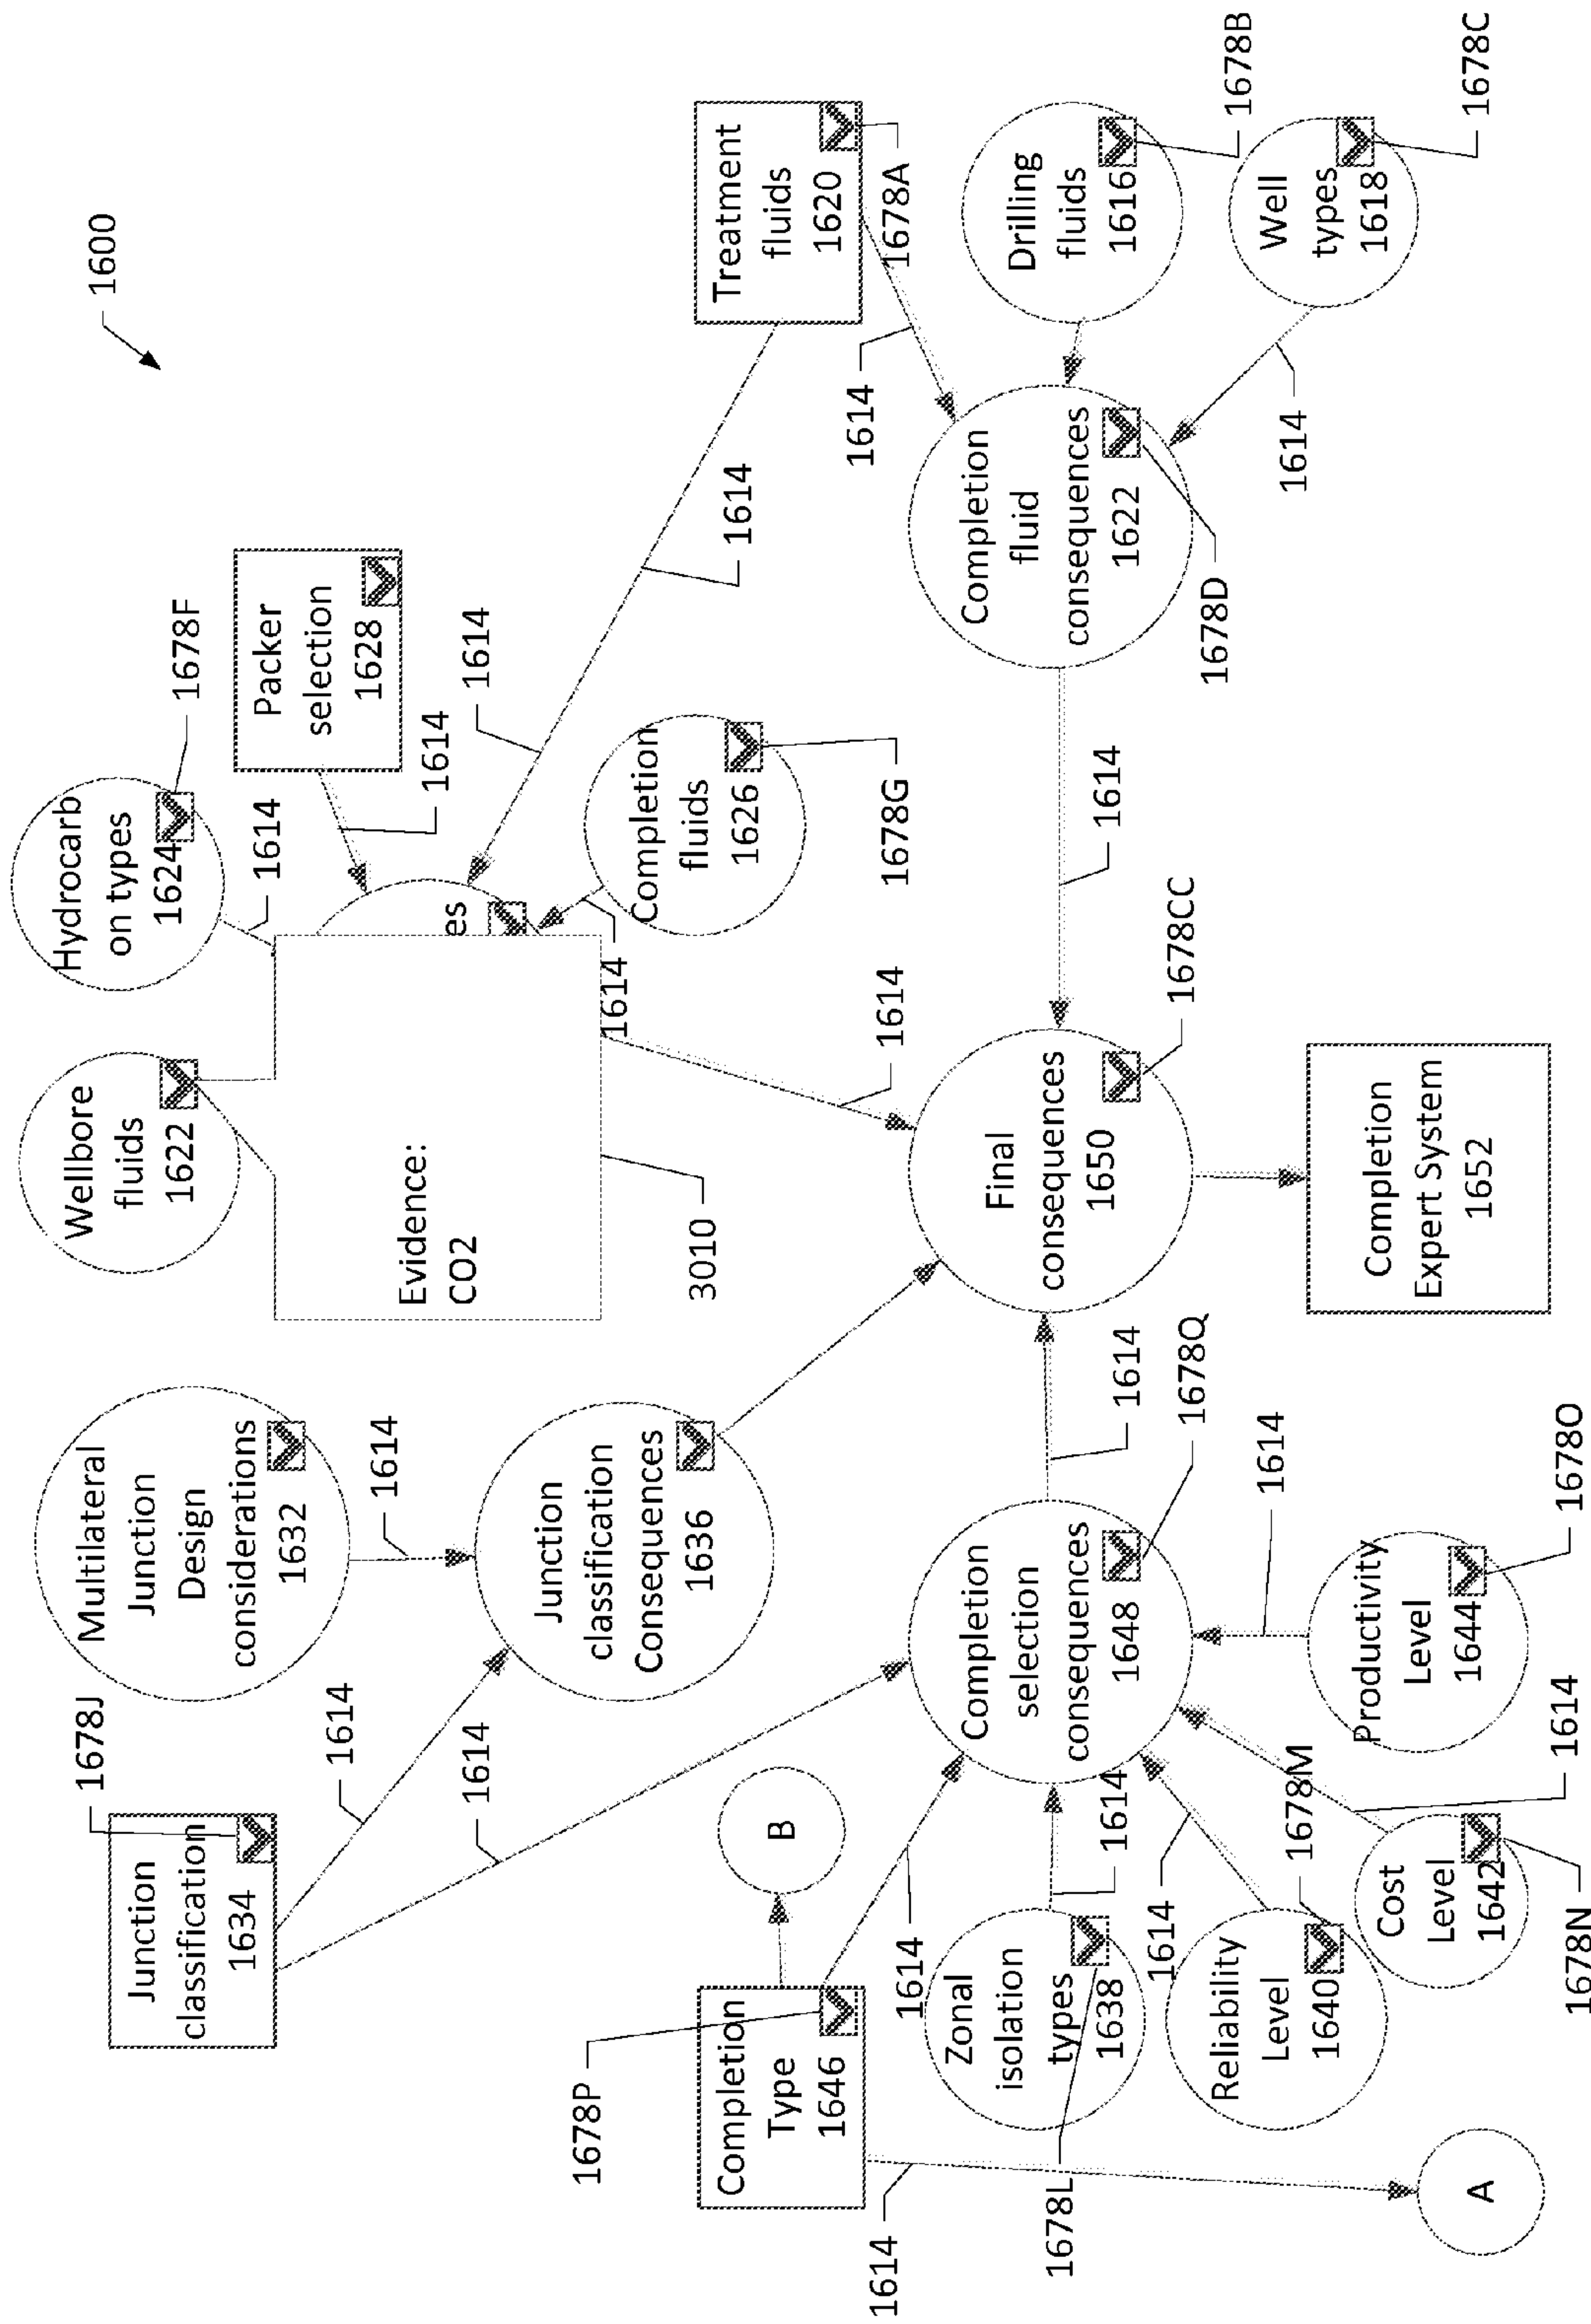 1600
Multilateral
Junction
Design
considerations
1632
Wellbore
fluids
1622
Hydrocarb
on types
1624
1678F
1678J
Junction
classification
1634
1614
1614
1614
1614
Evidence:
CO2
3010
es
Packer
selection
1628
1614
1614
1614
1614
Junction
classification
Consequences
1636
Completion
fluids
1626
1678G
Treatment
fluids
1620
1678A
1678P
Completion
Type
1646
B
1614
1614
1614
Completion
selection
consequences
1648
1678Q
1614
Final
consequences
1650
1678CC
1614
Completion
fluid
consequences
1622
1678D
Drilling
fluids
1616
1678B
Zonal
isolation
types
1638
1678L
1614
1614
1614
Well
types
1618
1678C
1614
A
Reliability
Level
1640
1678M
Cost
Level
1642
1678N
1614
Productivity
Level
1644
1678O
1614
Completion
Expert System
1652